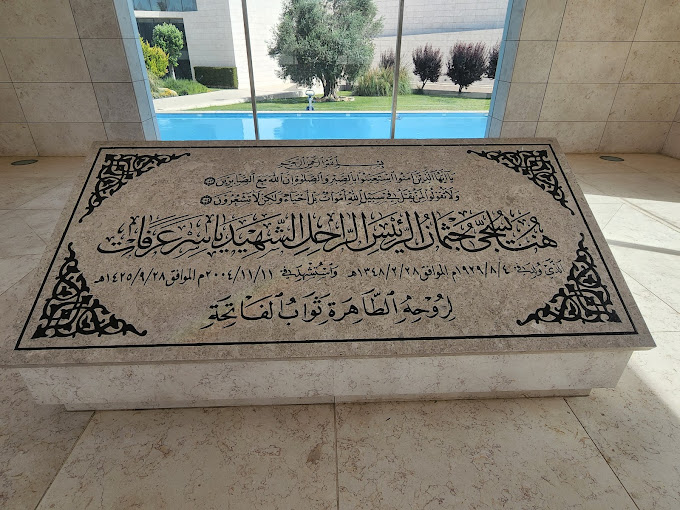 بسم الله الرحمن الرحيم
يا أيها الذين آمنوا استعينوا بالصبر والصلوة إن الله مع الصابرين
ولا تقولوا لمن يقتل في سبيل الله أموات بل أحياء ولكن لا تشعرون
هنا يسجى جثمان الرئيس الراحل الشهيد ياسر عرفات
الذي ولد في ١٩٢٩/٨/٤م الموافق ١٣٤٨/٢/٢٨هـ واستشهد في ٢٠٠٤/١١/١١م الموافق ١٤٢٥/٩/٢٨هـ
لروحه الطاهرة ثواب الفاتحة